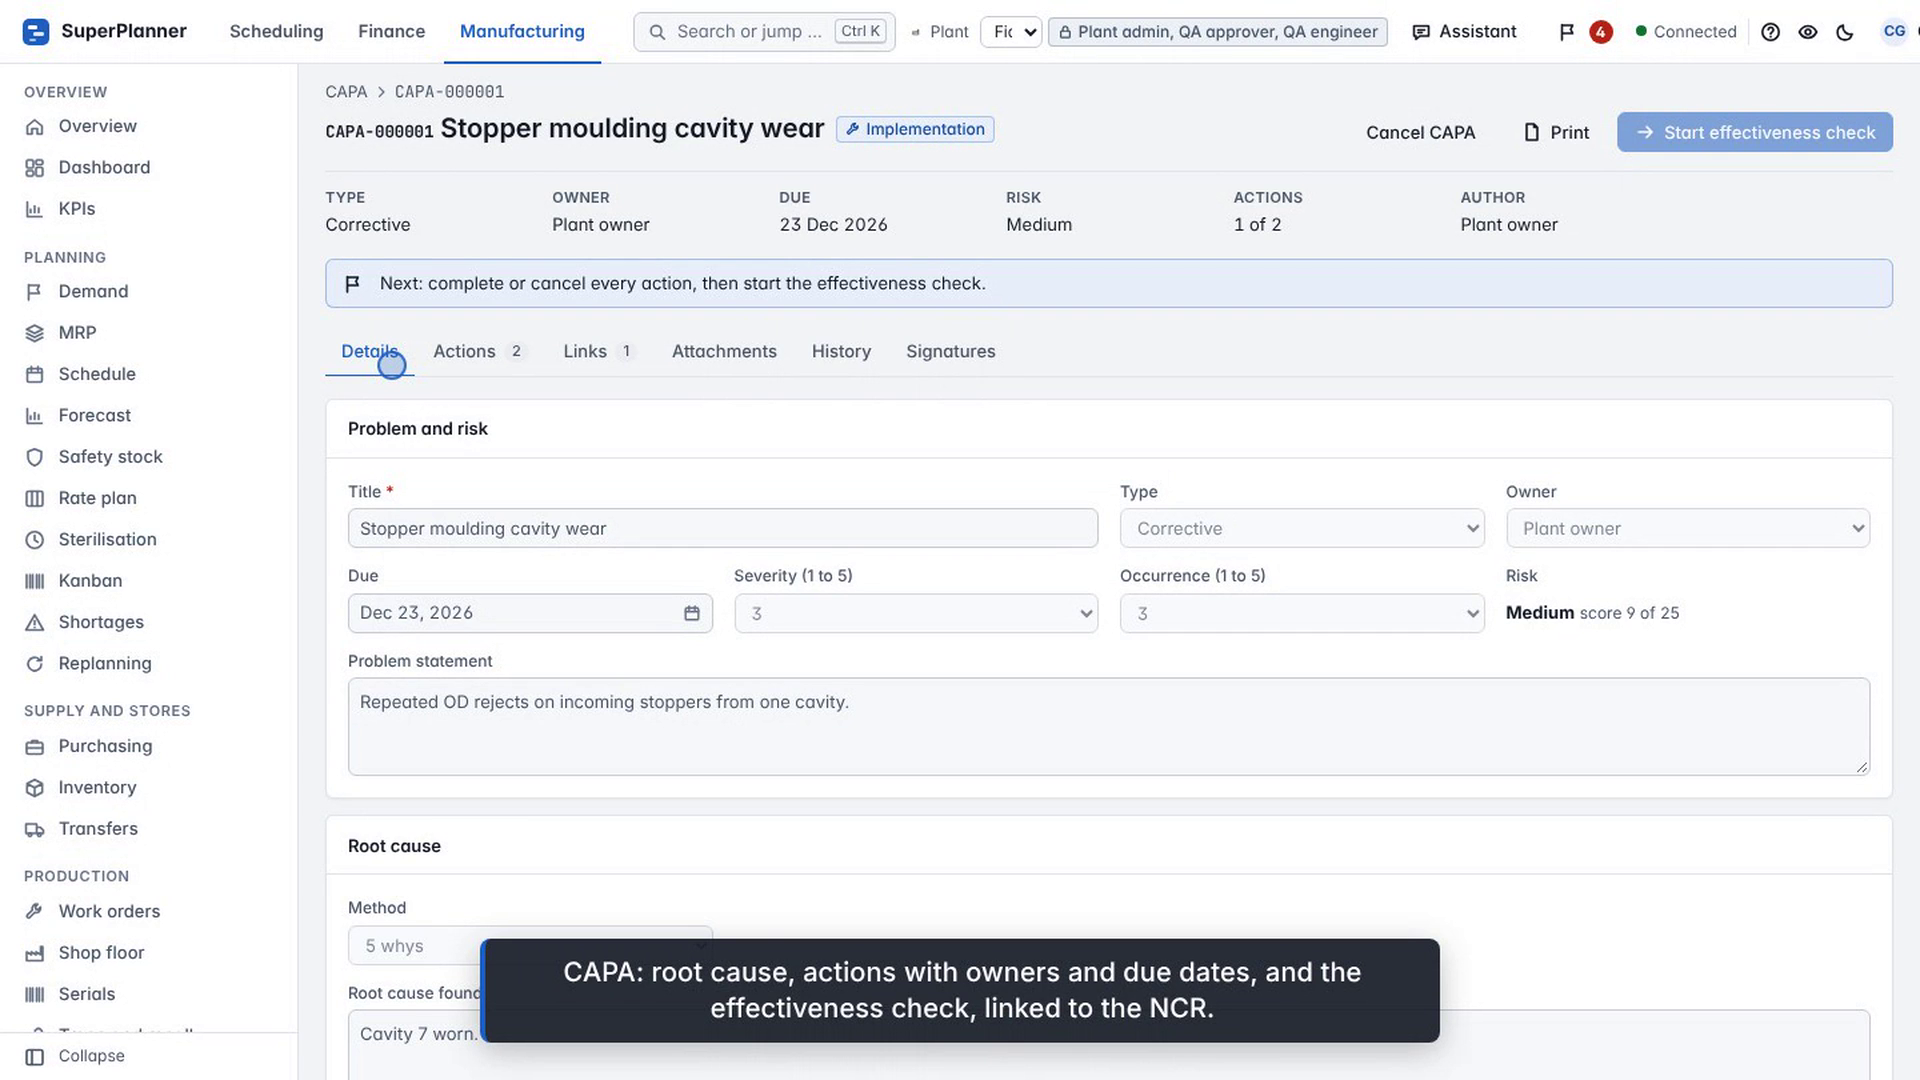 SuperPlanner
Scheduling
Finance
Manufacturing
Search or jump ...
Ctrl K
Plant
Fic
Plant admin, QA approver, QA engineer
Assistant
4
Connected
CG
OVERVIEW
Overview
Dashboard
KPIs
PLANNING
Demand
MRP
Schedule
Forecast
Safety stock
Rate plan
Sterilisation
Kanban
Shortages
Replanning
SUPPLY AND STORES
Purchasing
Inventory
Transfers
PRODUCTION
Work orders
Shop floor
Serials
Collapse
CAPA > CAPA-000001
CAPA-000001 Stopper moulding cavity wear
Implementation
Cancel CAPA
Print
Start effectiveness check
TYPE
Corrective
OWNER
Plant owner
DUE
23 Dec 2026
RISK
Medium
ACTIONS
1 of 2
AUTHOR
Plant owner
Next: complete or cancel every action, then start the effectiveness check.
Details
Actions 2
Links 1
Attachments
History
Signatures
Problem and risk
Title *
Stopper moulding cavity wear
Type
Corrective
Owner
Plant owner
Due
Dec 23, 2026
Severity (1 to 5)
3
Occurrence (1 to 5)
3
Risk
Medium score 9 of 25
Problem statement
Repeated OD rejects on incoming stoppers from one cavity.
Root cause
Method
5 whys
Root cause found
Cavity 7 worn.
CAPA: root cause, actions with owners and due dates, and the
effectiveness check, linked to the NCR.